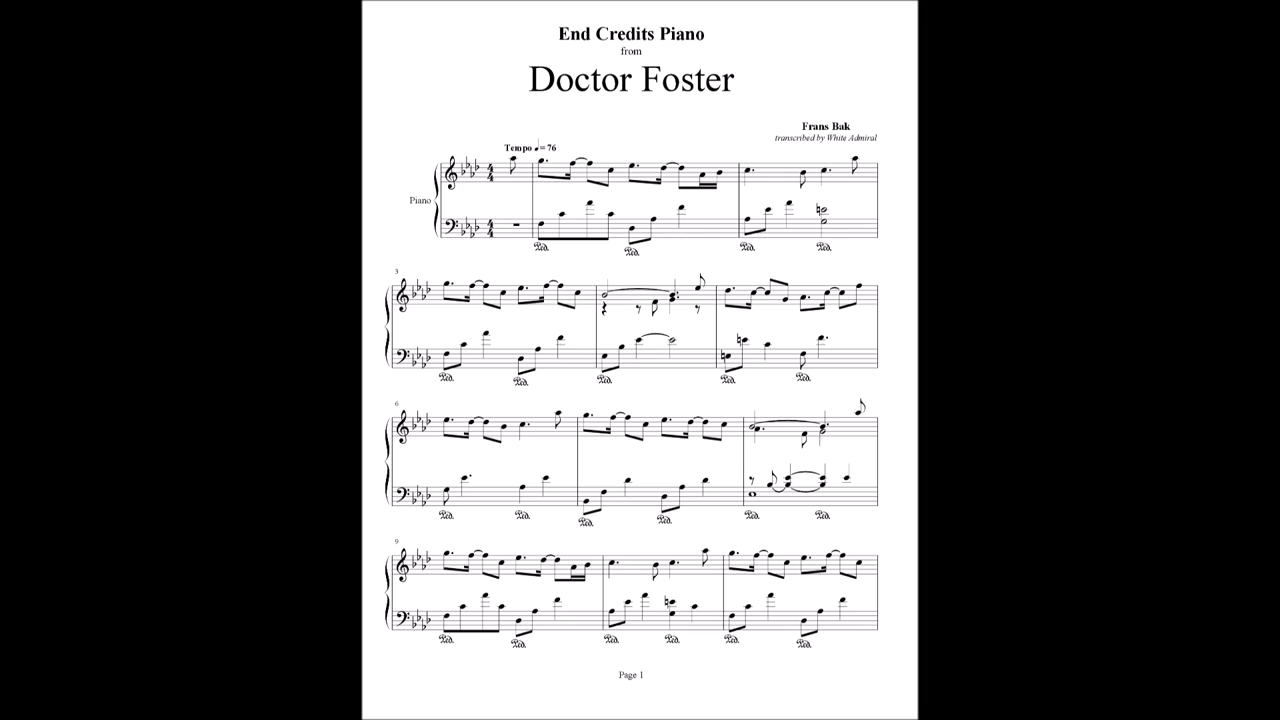 End Credits Piano
from
Doctor Foster
Frans Bak
transcribed by White Admiral
Tempo ♩= 76
Piano
3
6
9
Page 1